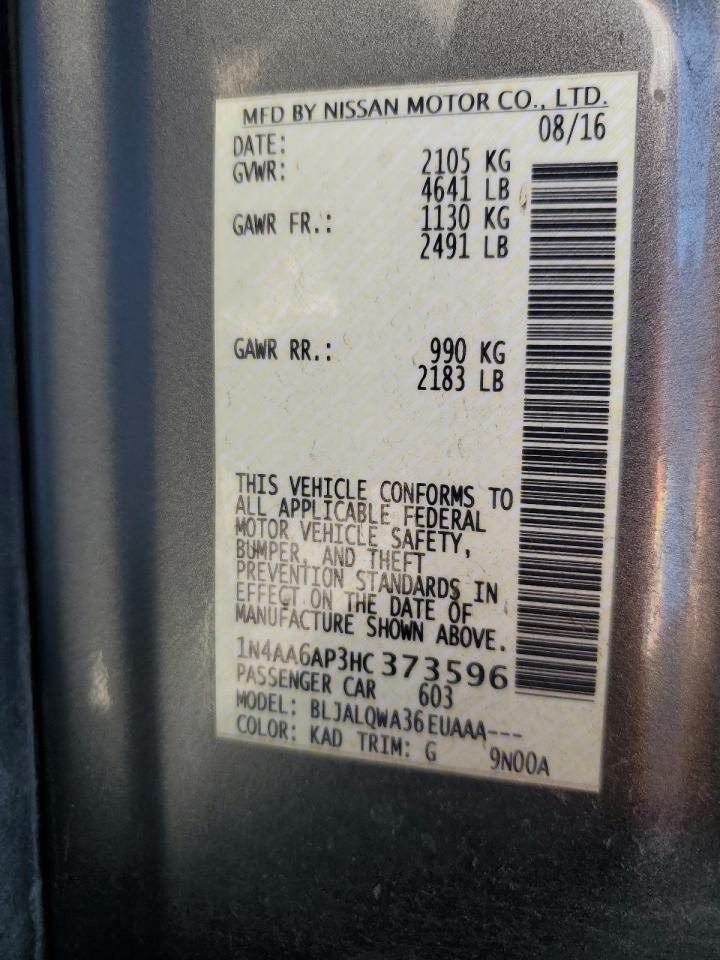 MFD BY NISSAN MOTOR CO., LTD.
DATE: 08/16
GVWR: 2105 KG
4641 LB
GAWR FR.: 1130 KG
2491 LB
GAWR RR.: 990 KG
2183 LB
THIS VEHICLE CONFORMS TO
ALL APPLICABLE FEDERAL
MOTOR VEHICLE SAFETY,
BUMPER, AND THEFT
PREVENTION STANDARDS IN
EFFECT ON THE DATE OF
MANUFACTURE SHOWN ABOVE.
1N4AA6AP3HC373596
PASSENGER CAR 603
MODEL: BLJALQWA36EUAAA---
COLOR: KAD TRIM: G 9N00A